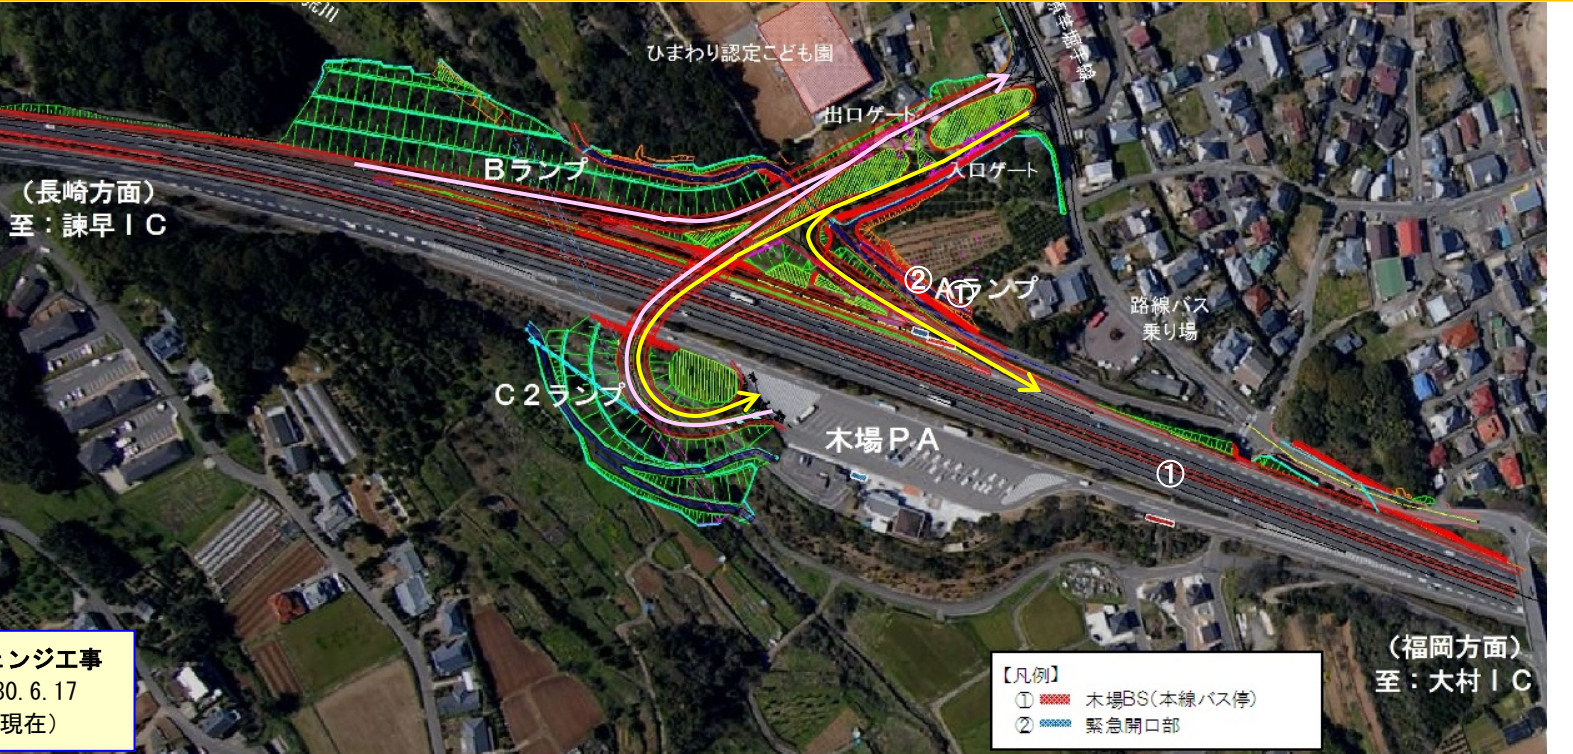 ひまわり認定こども園
出口ゲート
入口ゲート
Bランプ
(長崎方面)
至：諫早IC
②
Aランプ
①
路線バス
乗り場
C2ランプ
木場PA
①
(福岡方面)
至：大村IC
ェンジ工事
30.6.17
現在)
【凡例】
① 木場BS(本線バス停)
② 緊急開口部